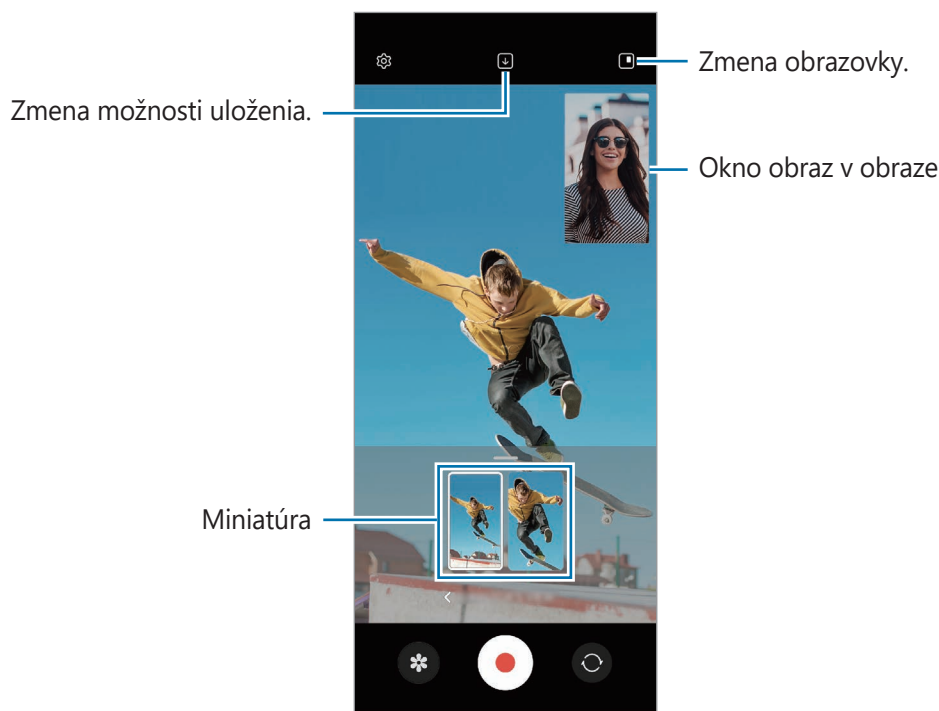 Zmena obrazovky.
Zmena možnosti uloženia.
Okno obraz v obraze
Miniatúra